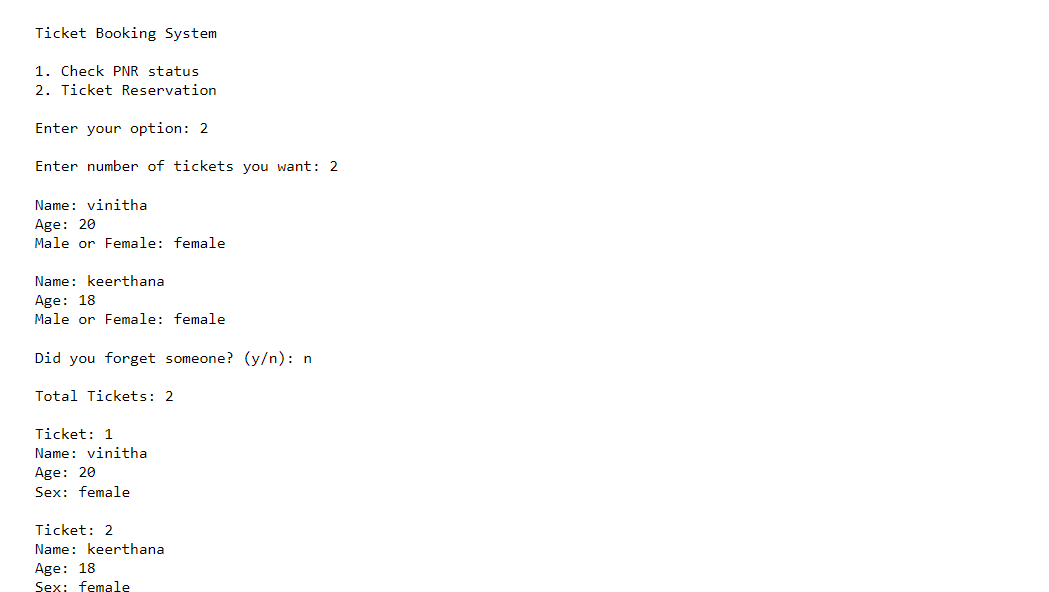 Ticket Booking System
1. Check PNR status
2. Ticket Reservation
Enter your option: 2
Enter number of tickets you want: 2
Name: vinitha
Age: 20
Male or Female: female
Name: keerthana
Age: 18
Male or Female: female
Did you forget someone? (y/n): n
Total Tickets: 2
Ticket: 1
Name: vinitha
Age: 20
Sex: female
Ticket: 2
Name: keerthana
Age: 18
Sex: female